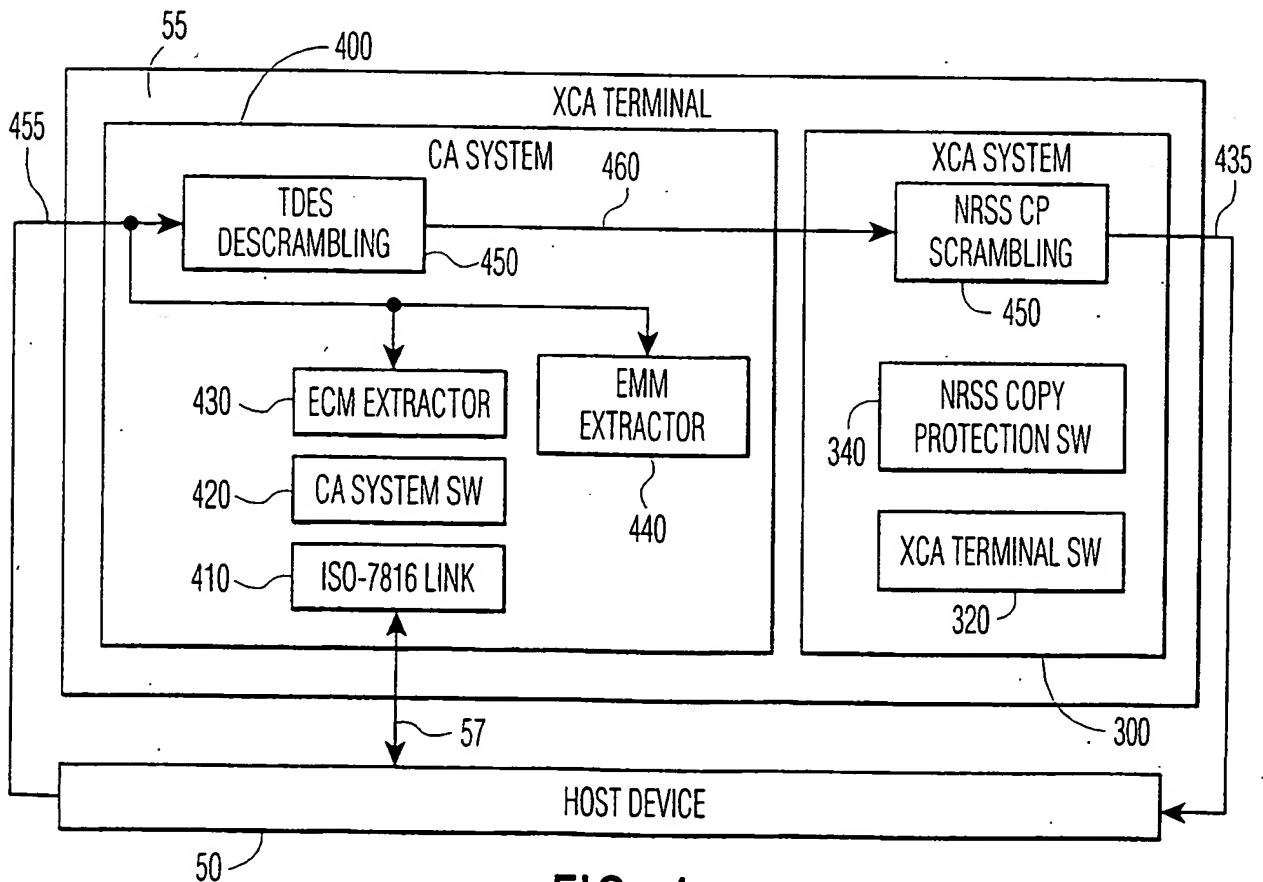 55
400
XCA TERMINAL
455
CA SYSTEM
XCA SYSTEM
435
460
TDES
DESCRAMBLING
450
NRSS CP
SCRAMBLING
450
430
ECM EXTRACTOR
EMM
EXTRACTOR
440
340
NRSS COPY
PROTECTION SW
420
CA SYSTEM SW
410
ISO-7816 LINK
XCA TERMINAL SW
320
57
300
HOST DEVICE
50